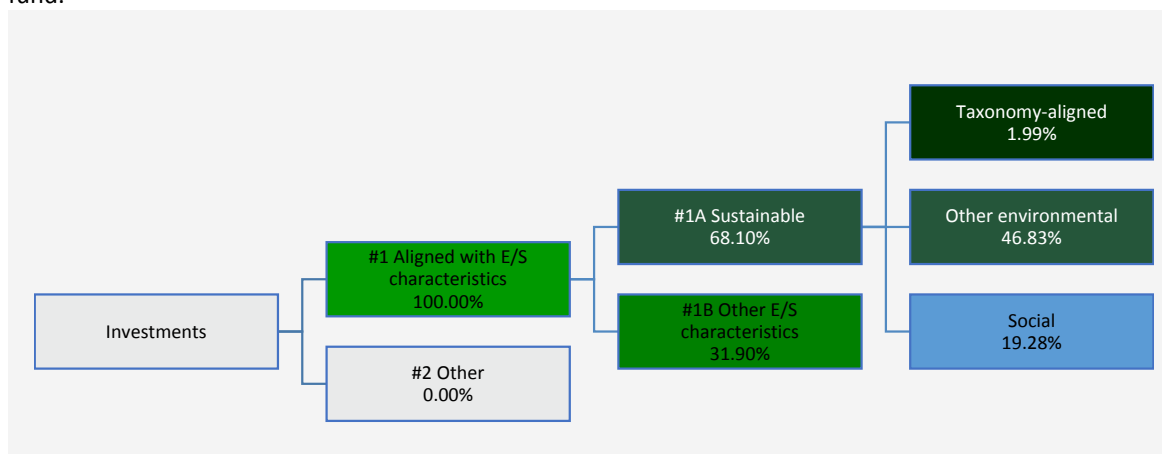 fund.
Taxonomy-aligned
1.99%
#1A Sustainable
68.10%
Other environmental
46.83%
#1 Aligned with E/S
characteristics
100.00%
#1B Other E/S
characteristics
31.90%
Social
19.28%
Investments
#2 Other
0.00%